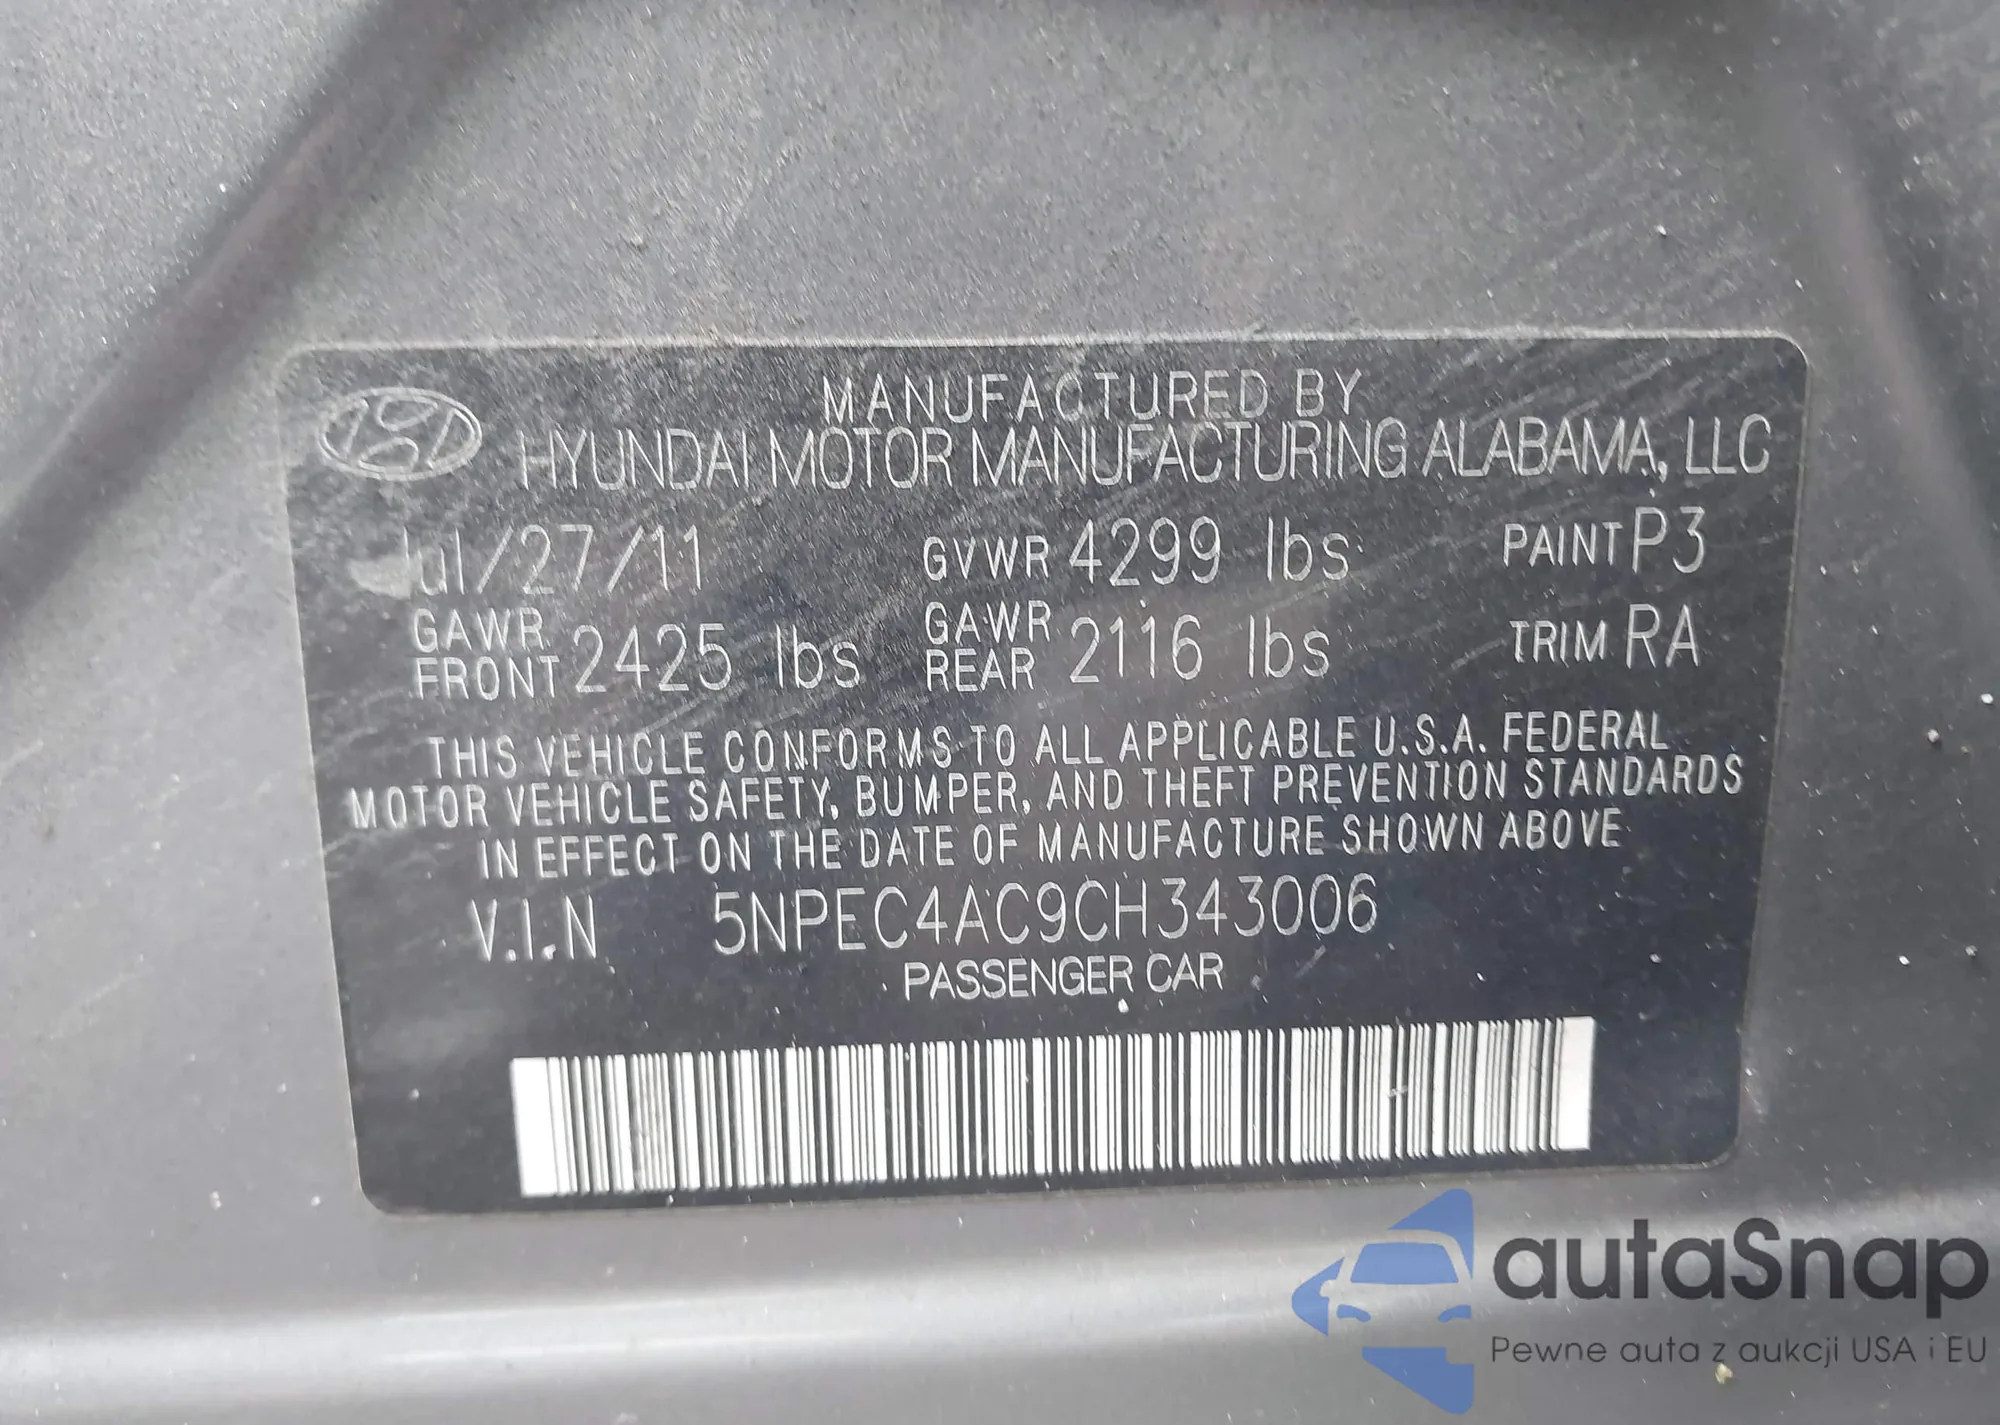 MANUFACTURED BY
HYUNDAI MOTOR MANUFACTURING ALABAMA, LLC
Jul/27/11 GVWR 4299 lbs PAINT P3
GAWR FRONT 2425 lbs GAWR REAR 2116 lbs TRIM RA
THIS VEHICLE CONFORMS TO ALL APPLICABLE U.S.A. FEDERAL
MOTOR VEHICLE SAFETY, BUMPER, AND THEFT PREVENTION STANDARDS
IN EFFECT ON THE DATE OF MANUFACTURE SHOWN ABOVE
V.I.N 5NPEC4AC9CH343006
PASSENGER CAR
autaSnap
Pewne auta z aukcji USA i EU